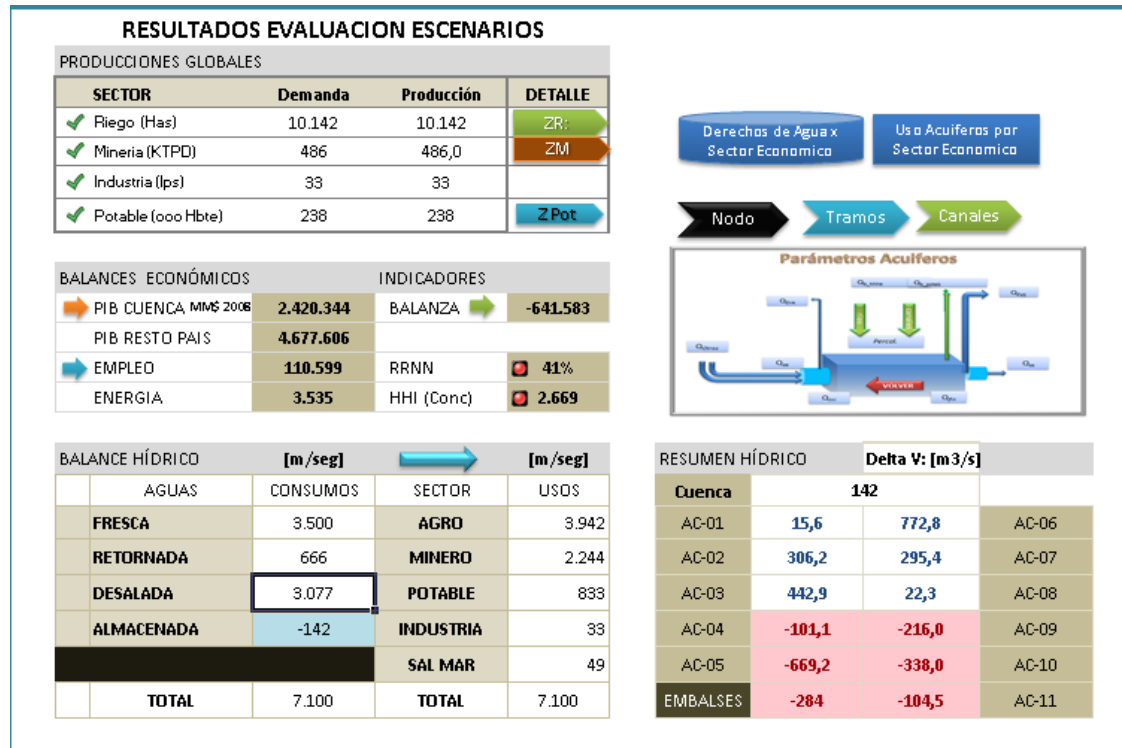 RESULTADOS EVALUACION ESCENARIOS
PRODUCCIONES GLOBALES
SECTOR Demanda Producción DETALLE
Riego (Has) 10.142 10.142 ZR:
Mineria (KTPD) 486 486,0 ZM
Industria (lps) 33 33
Potable (ooo Hbte) 238 238 Z Pot
Derechos de Agua x
Sector Economico
Uso Acuiferos por
Sector Economico
Nodo Tramos Canales
Parámetros Acuíferos
Percol.
VOLVER
BALANCES ECONÓMICOS INDICADORES
PIB CUENCA MM$ 2008 2.420.344 BALANZA -641.583
PIB RESTO PAIS 4.677.606
EMPLEO 110.599 RRNN 41%
ENERGIA 3.535 HHI (Conc) 2.669
BALANCE HÍDRICO [m/seg] [m/seg]
AGUAS CONSUMOS SECTOR USOS
FRESCA 3.500 AGRO 3.942
RETORNADA 666 MINERO 2.244
DESALADA 3.077 POTABLE 833
ALMACENADA -142 INDUSTRIA 33
SAL MAR 49
TOTAL 7.100 TOTAL 7.100
RESUMEN HÍDRICO Delta V: [m3/s]
Cuenca 142
AC-01 15,6 772,8 AC-06
AC-02 306,2 295,4 AC-07
AC-03 442,9 22,3 AC-08
AC-04 -101,1 -216,0 AC-09
AC-05 -669,2 -338,0 AC-10
EMBALSES -284 -104,5 AC-11